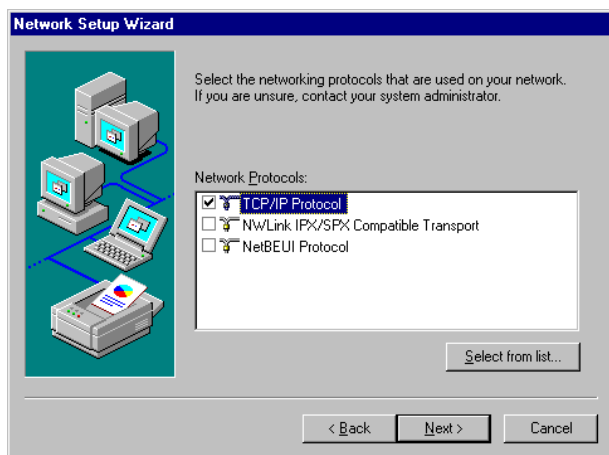 Network Setup Wizard
Select the networking protocols that are used on your network.
If you are unsure, contact your system administrator.
Network Protocols:
TCP/IP Protocol
NWLink IPX/SPX Compatible Transport
NetBEUI Protocol
Select from list...
< Back
Next >
Cancel